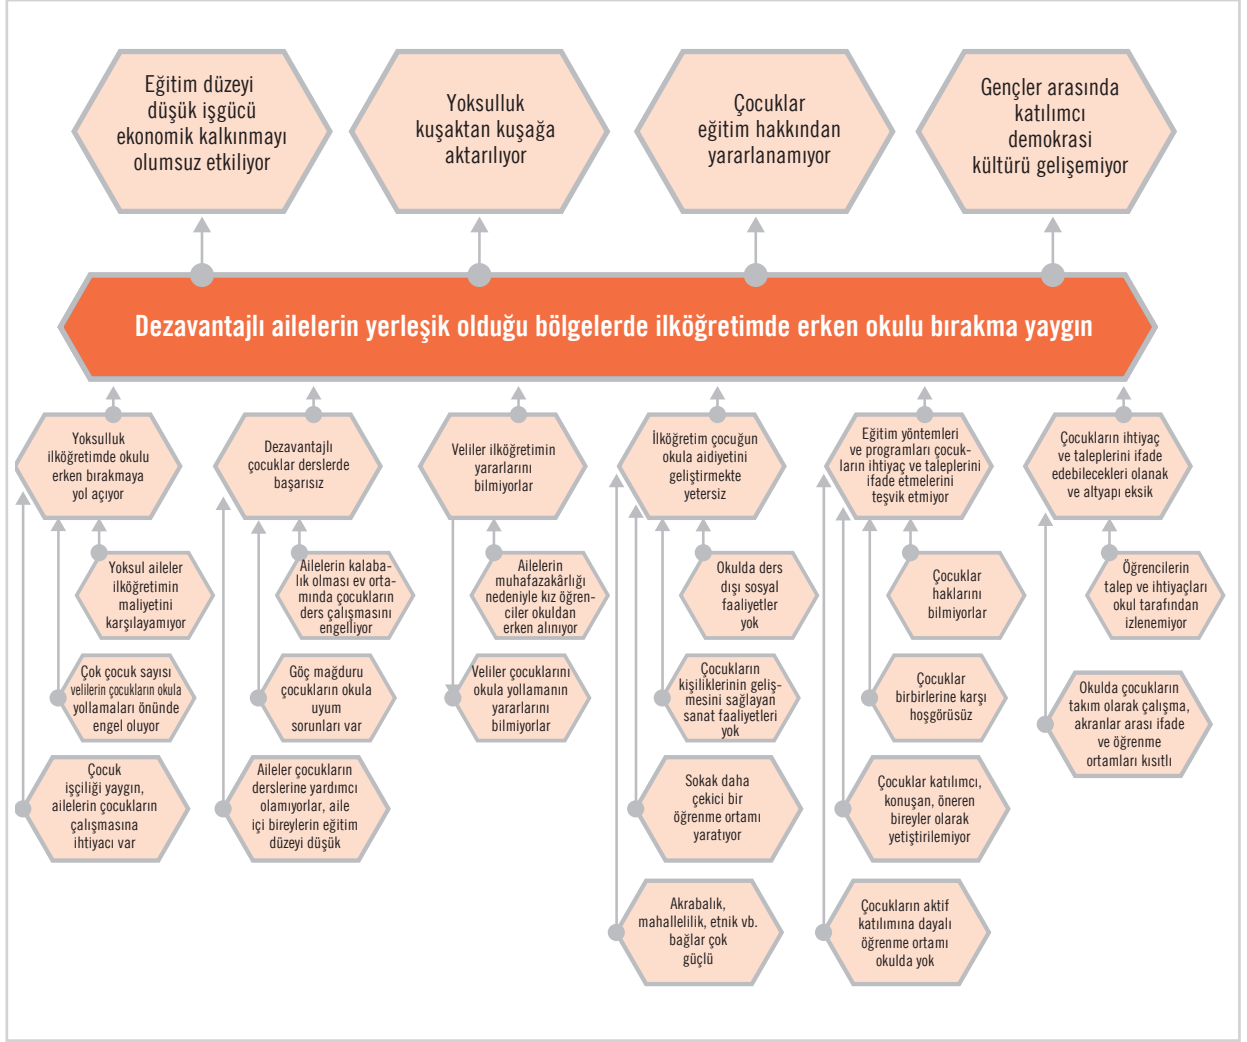 Eğitim düzeyi
düşük işgücü
ekonomik kalkınmayı
olumsuz etkiliyor
Yoksulluk
kuşaktan kuşağa
aktarılıyor
Çocuklar
eğitim hakkından
yararlanamıyor
Gençler arasında
katılımcı
demokrasi
kültürü gelişemiyor
Dezavantajlı ailelerin yerleşik olduğu bölgelerde ilköğretimde erken okulu bırakma yaygın
Yoksulluk
ilköğretimde okulu
erken bırakmaya
yol açıyor
Dezavantajlı
çocuklar derslerde
başarısız
Veliler ilköğretimin
yararlarını
bilmiyorlar
İlköğretim çocuğun
okula aidiyetini
geliştirmekte
yetersiz
Eğitim yöntemleri
ve programları çocuk-
ların ihtiyaç ve taleplerini
ifade etmelerini
teşvik etmiyor
Çocukların ihtiyaç
ve taleplerini ifade
edebilecekleri olanak
ve altyapı eksik
Yoksul aileler
ilköğretimin
maliyetini
karşılayamıyor
Ailelerin kalaba-
lık olması ev orta-
mında çocukların
ders çalışmasını
engelliyor
Ailelerin
muhafazakârlığı
nedeniyle kız öğren-
ciler okuldan
erken alınıyor
Okulda ders
dışı sosyal
faaliyetler
yok
Çocuklar
haklarını
bilmiyorlar
Öğrencilerin
talep ve ihtiyaçları
okul tarafından
izlenemiyor
Çok çocuk sayısı
velilerin çocukların okula
yollamaları önünde
engel oluyor
Göç mağduru
çocukların okula
uyum
sorunları var
Veliler çocuklarını
okula yollamanın
yararlarını
bilmiyorlar
Çocukların
kişiliklerinin geliş-
mesini sağlayan
sanat faaliyetleri
yok
Çocuklar
birbirlerine karşı
hoşgörüsüz
Okulda çocukların
takım olarak çalışma,
akranlar arası ifade
ve öğrenme
ortamları kısıtlı
Çocuk
işçiliği yaygın,
ailelerin çocukların
çalışmasına
ihtiyacı var
Aileler çocukların
derslerine yardımcı
olamıyorlar, aile
içi bireylerin eğitim
düzeyi düşük
Sokak daha
çekici bir
öğrenme ortamı
yaratıyor
Çocuklar katılımcı,
konuşan, öneren
bireyler olarak
yetiştirilemiyor
Akrabalık,
mahallelilik, etnik vb.
bağlar çok
güçlü
Çocukların aktif
katılımına dayalı
öğrenme ortamı
okulda yok